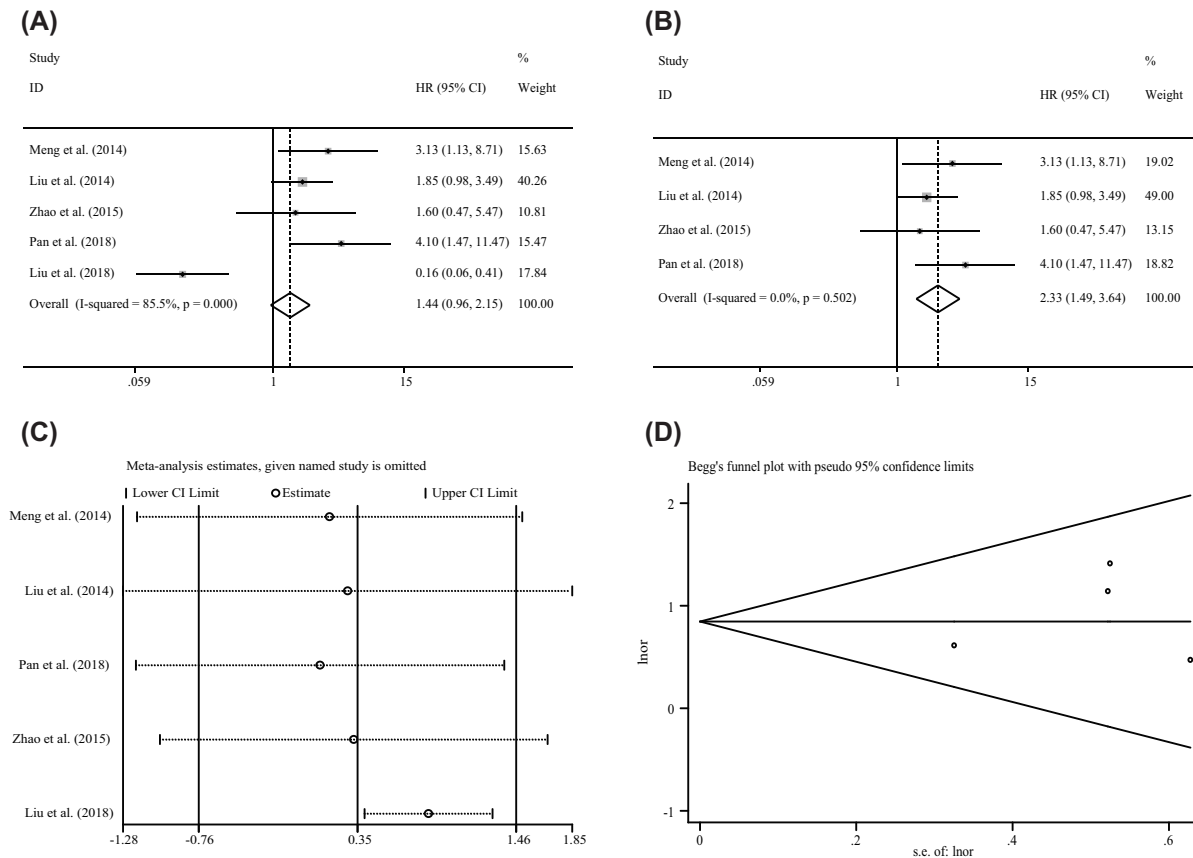 (A)
Study %
ID HR (95% CI) Weight
Meng et al. (2014) 3.13 (1.13, 8.71) 15.63
Liu et al. (2014) 1.85 (0.98, 3.49) 40.26
Zhao et al. (2015) 1.60 (0.47, 5.47) 10.81
Pan et al. (2018) 4.10 (1.47, 11.47) 15.47
Liu et al. (2018) 0.16 (0.06, 0.41) 17.84
Overall (I-squared = 85.5%, p = 0.000) 1.44 (0.96, 2.15) 100.00
.059 1 15
(B)
Study %
ID HR (95% CI) Weight
Meng et al. (2014) 3.13 (1.13, 8.71) 19.02
Liu et al. (2014) 1.85 (0.98, 3.49) 49.00
Zhao et al. (2015) 1.60 (0.47, 5.47) 13.15
Pan et al. (2018) 4.10 (1.47, 11.47) 18.82
Overall (I-squared = 0.0%, p = 0.502) 2.33 (1.49, 3.64) 100.00
.059 1 15
(C)
Meta-analysis estimates, given named study is omitted
Lower CI Limit Estimate Upper CI Limit
Meng et al. (2014)
Liu et al. (2014)
Pan et al. (2018)
Zhao et al. (2015)
Liu et al. (2018)
-1.28 -0.76 0.35 1.46 1.85
(D)
Begg's funnel plot with pseudo 95% confidence limits
lnor
2
1
0
-1
0 .2 .4 .6
s.e. of: lnor